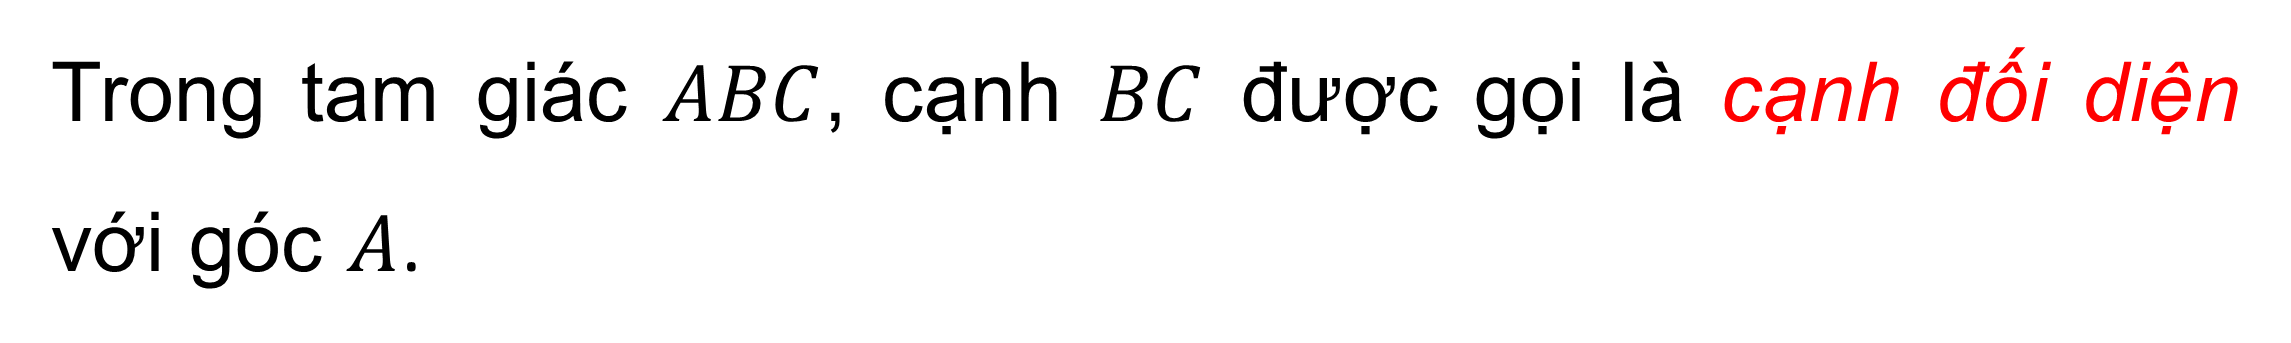 Trong tam giác ABC, cạnh BC được gọi là cạnh đối diện
với góc A.